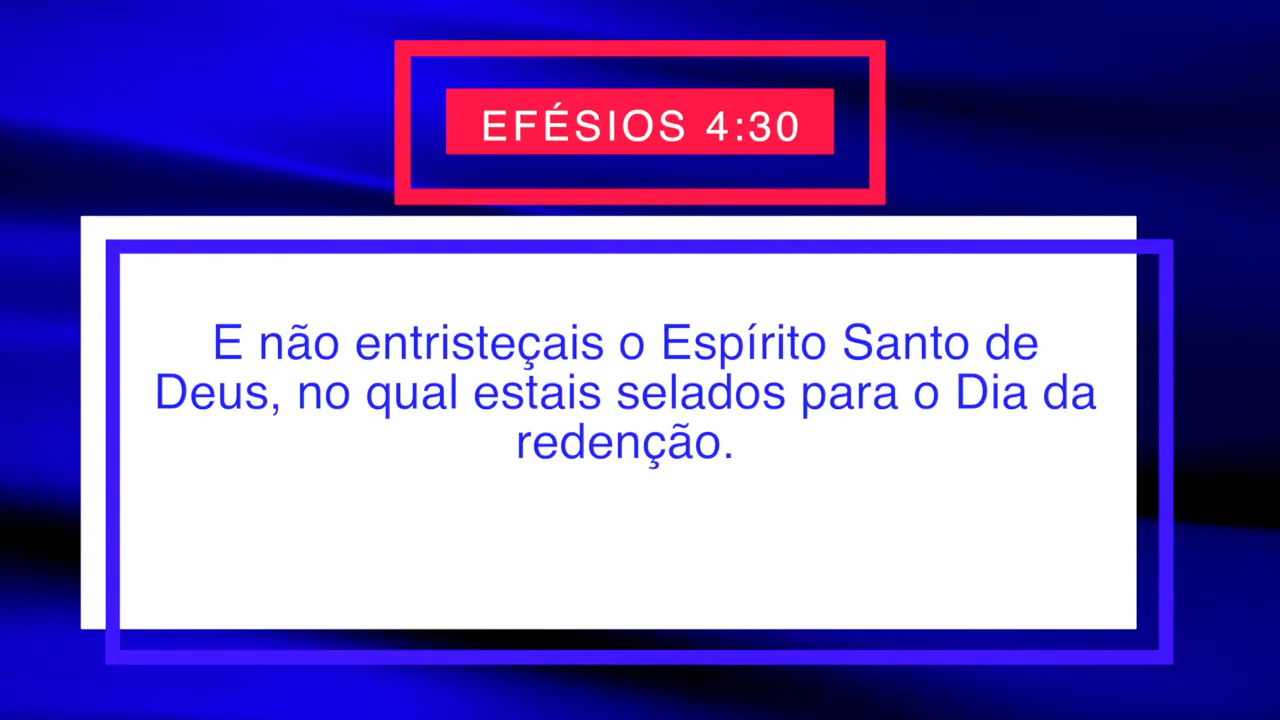 EFÉSIOS 4:30
E não entristeçais o Espírito Santo de
Deus, no qual estais selados para o Dia da
redenção.